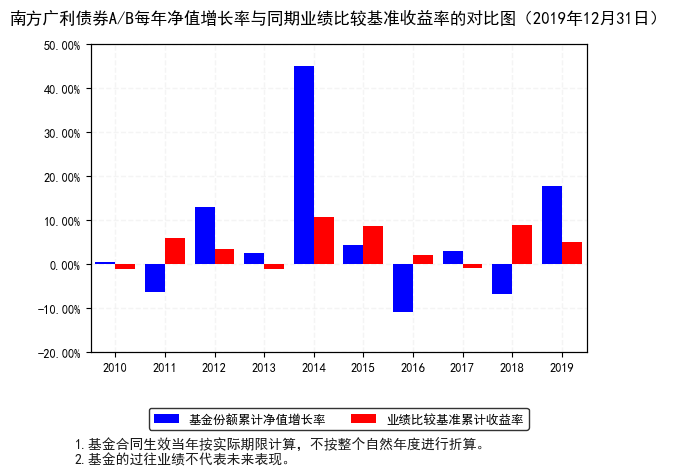 南方广利债券A/B每年净值增长率与同期业绩比较基准收益率的对比图（2019年12月31日）
50.00%
40.00%
30.00%
20.00%
10.00%
0.00%
-10.00%
-20.00%
2010 2011 2012 2013 2014 2015 2016 2017 2018 2019
基金份额累计净值增长率 业绩比较基准累计收益率
1.基金合同生效当年按实际期限计算，不按整个自然年度进行折算。
2.基金的过往业绩不代表未来表现。